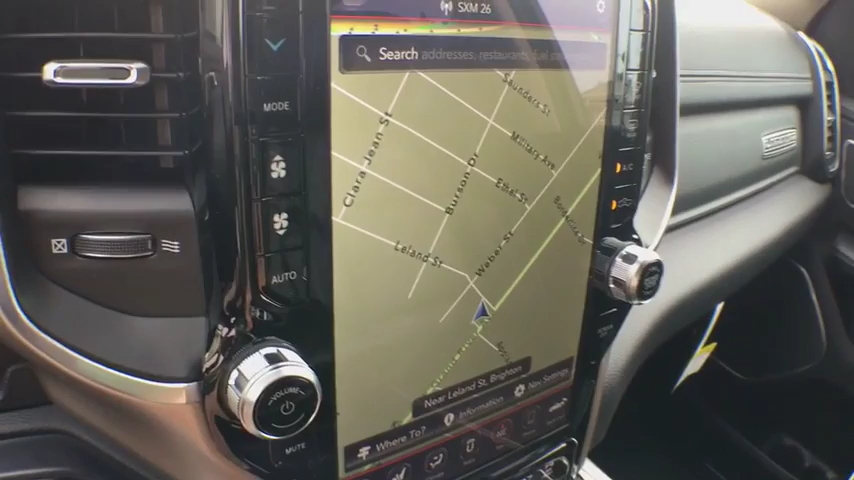 SXM 26
Search addresses, restaurants, fuel
MODE
Saunders St
Clara Jean St
Military Ave
Burson Dr
Ethel St
A/C
Leland St
Weber St
AUTO
Near Leland St, Brighton
Nav Settings
Information
Where To?
VOLUME
MUTE